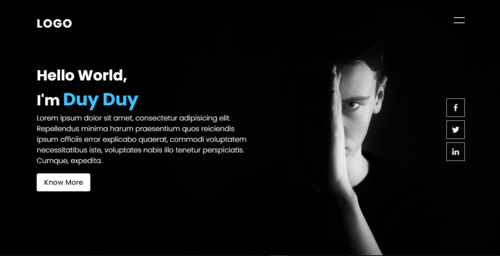 LOGO
Hello World,
I'm Duy Duy
Lorem ipsum dolor sit amet, consectetur adipisicing elit.
Repellendus minima harum praesentium quos reiciendis
ipsum officiis error explicabo quaerat, commodi voluptatem
necessitatibus iste, voluptates nobis illo tenetur perspiciatis.
Cumque, expedita.
Know More